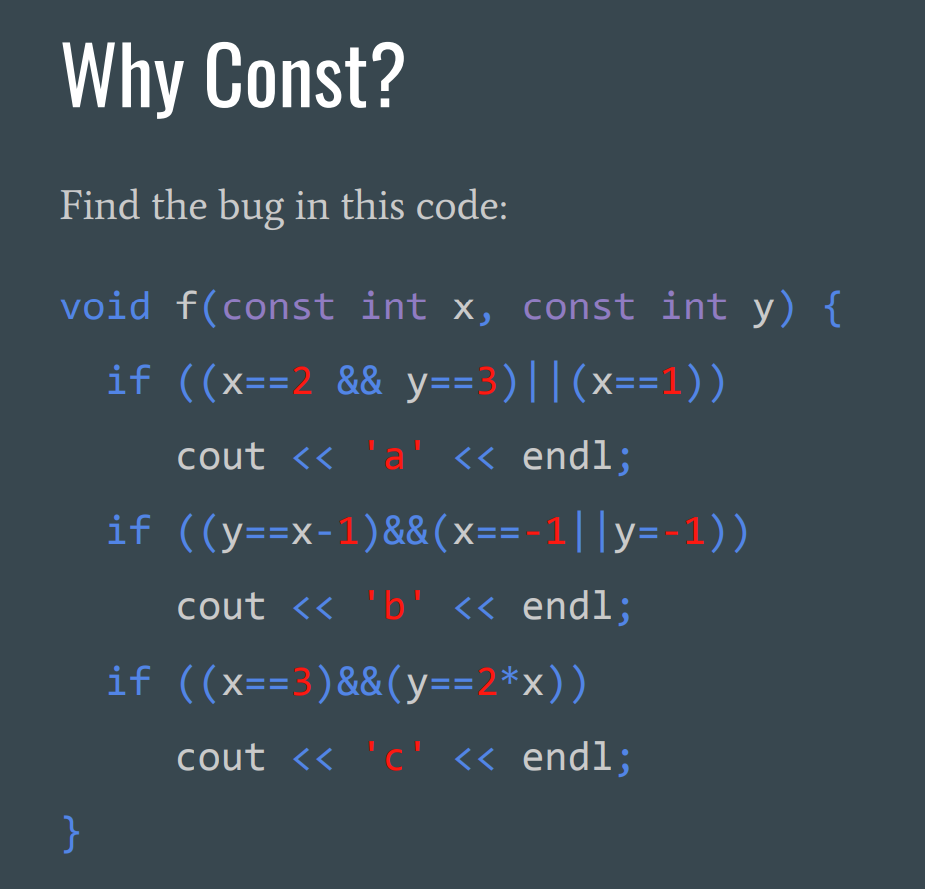 Why Const?
Find the bug in this code:
void f(const int x, const int y) {
if ((x==2 && y==3)||(x==1))
cout << 'a' << endl;
if ((y==x-1)&&(x==-1||y=-1))
cout << 'b' << endl;
if ((x==3)&&(y==2*x))
cout << 'c' << endl;
}